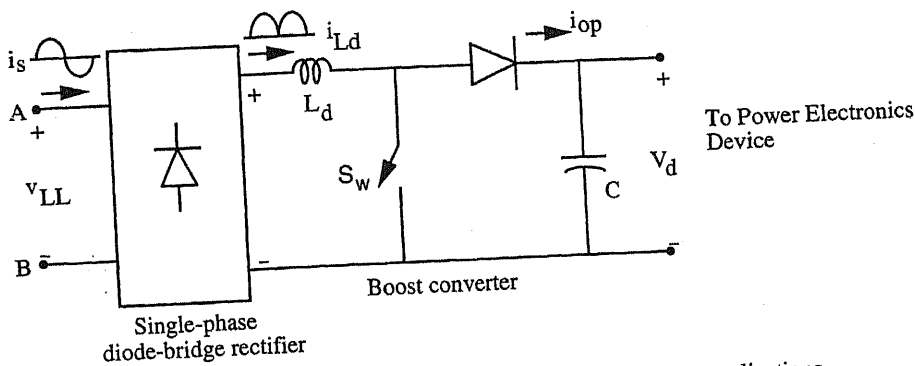 i_s
i_Ld
i_op
A
+
v_LL
B
-
+
-
L_d
S_w
C
+
V_d
-
To Power Electronics
Device
Boost converter
Single-phase
diode-bridge rectifier